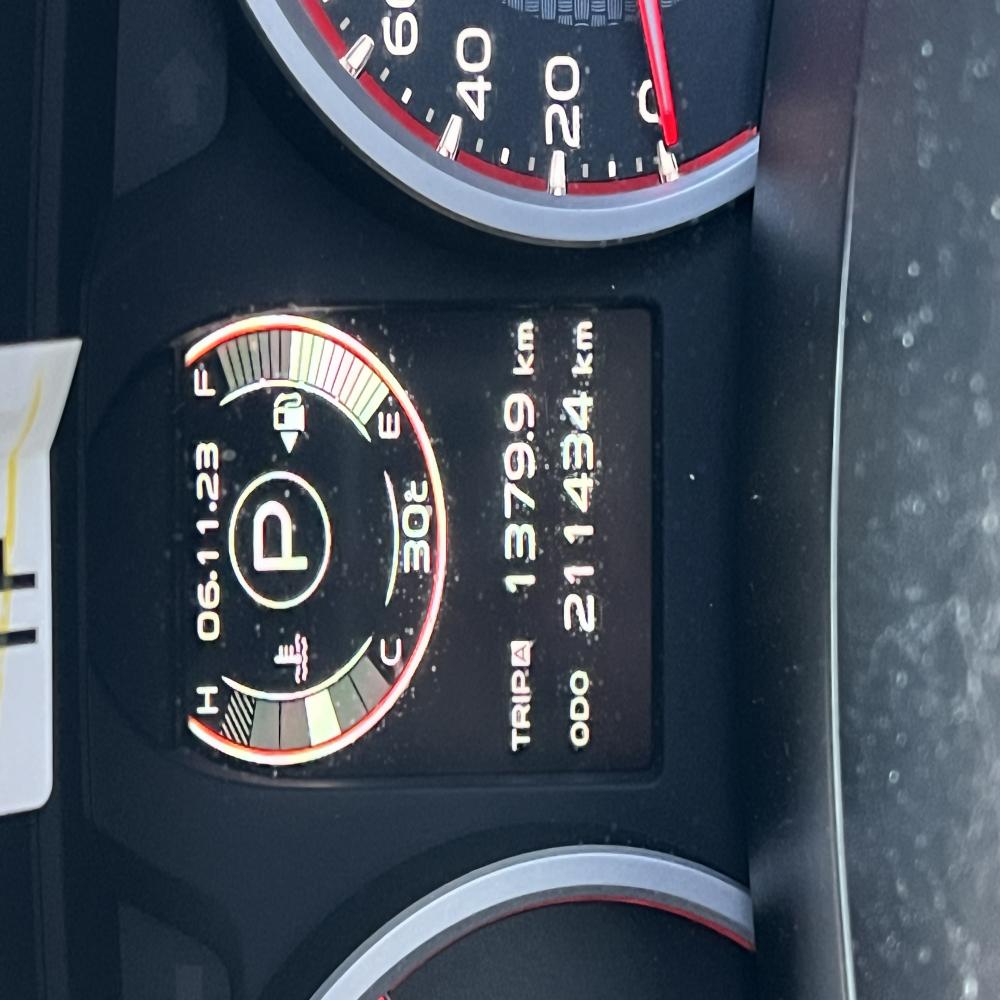 06.11.23
H F
P
C E
30°C
TRIP A 1379.9 km
ODO 211434 km
0
20
40
60